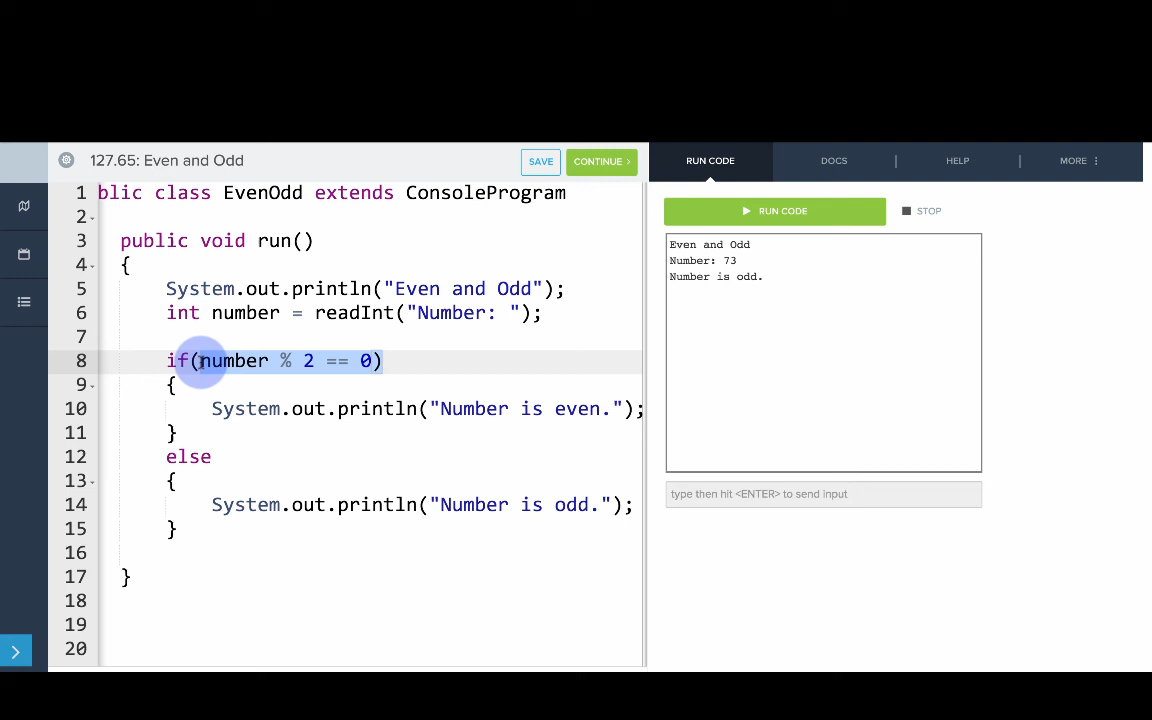 127.65: Even and Odd
SAVE
CONTINUE >
RUN CODE
DOCS
HELP
MORE
1 blic class EvenOdd extends ConsoleProgram
2
3 public void run()
4 {
5 System.out.println("Even and Odd");
6 int number = readInt("Number: ");
7
8 if(number % 2 == 0)
9 {
10 System.out.println("Number is even.");
11 }
12 else
13 {
14 System.out.println("Number is odd.");
15 }
16
17 }
18
19
20
RUN CODE
STOP
Even and Odd
Number: 73
Number is odd.
type then hit <ENTER> to send input